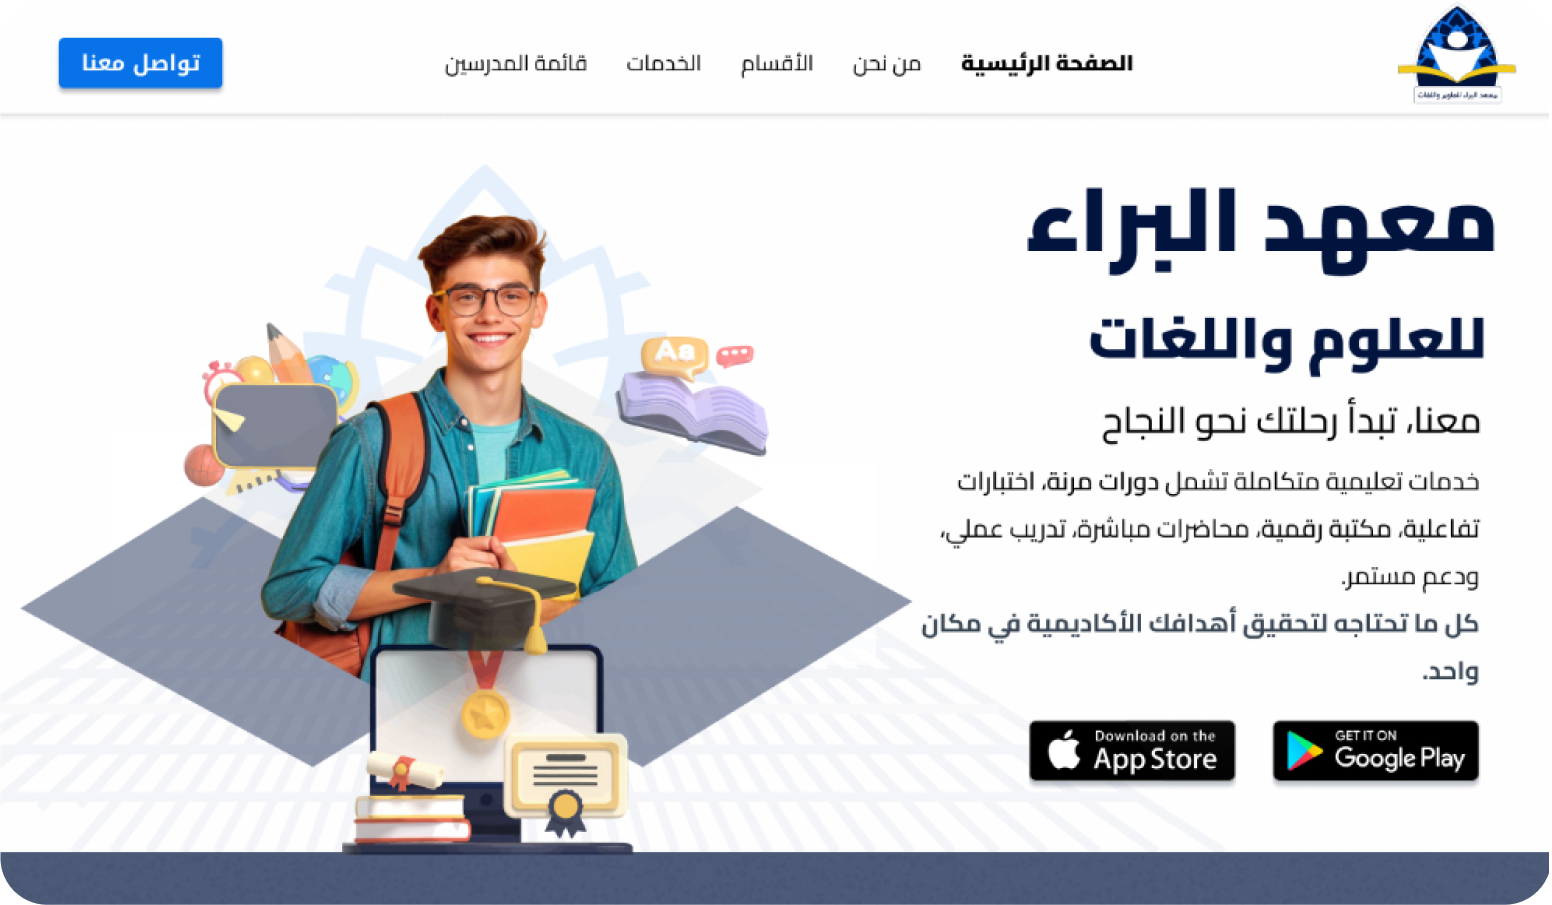 معهد البراء للعلوم واللغات
الصفحة الرئيسية
من نحن
الأقسام
الخدمات
قائمة المدرسين
تواصل معنا
معهد البراء
للعلوم واللغات
معنا، تبدأ رحلتك نحو النجاح
خدمات تعليمية متكاملة تشمل دورات مرنة، اختبارات
تفاعلية، مكتبة رقمية، محاضرات مباشرة، تدريب عملي،
ودعم مستمر.
كل ما تحتاجه لتحقيق أهدافك الأكاديمية في مكان
واحد.
GET IT ON
Google Play
Download on the
App Store